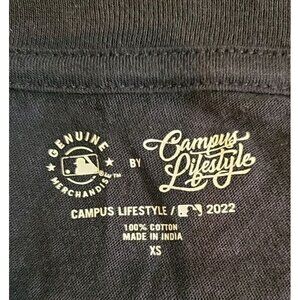 GENUINE
MERCHANDISE
BY
Campus
Lifestyle
CAMPUS LIFESTYLE / 2022
100% COTTON
MADE IN INDIA
XS